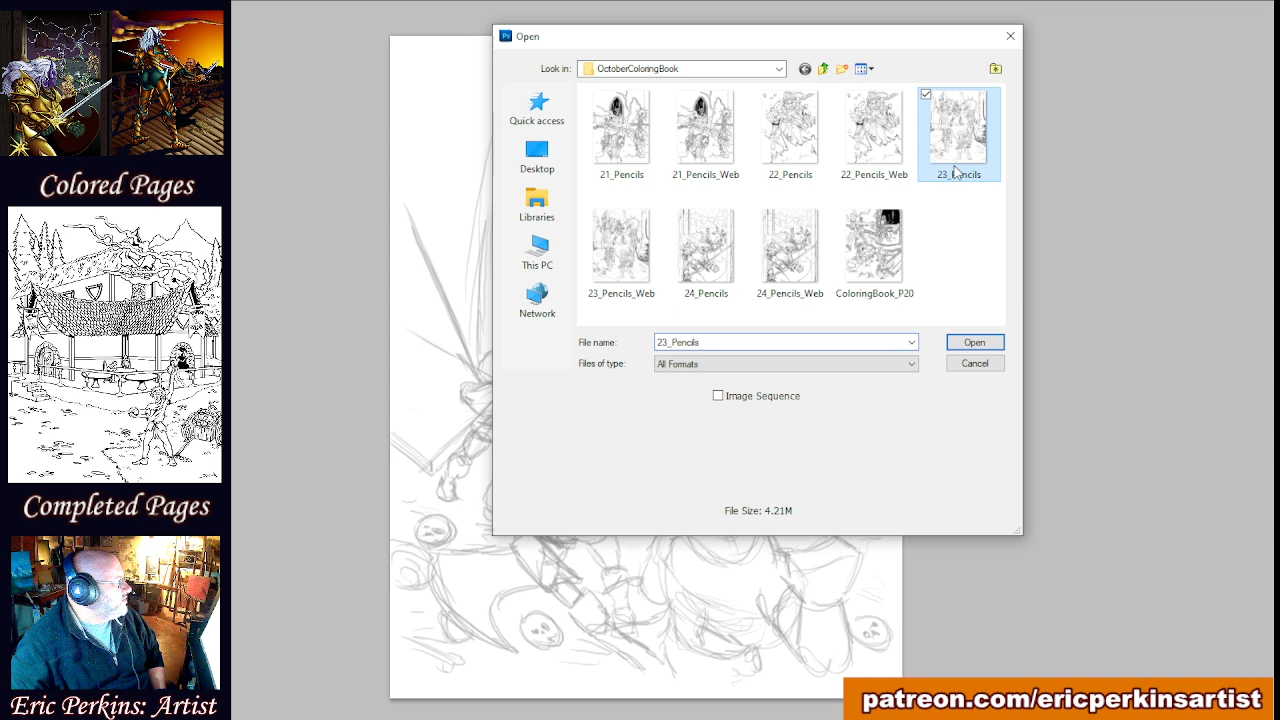 Colored Pages
Completed Pages
Eric Perkins: Artist
Ps Open
Look in: OctoberColoringBook
Quick access
Desktop
Libraries
This PC
Network
21_Pencils 21_Pencils_Web 22_Pencils 22_Pencils_Web 23_Pencils
23_Pencils_Web 24_Pencils 24_Pencils_Web ColoringBook_P20
File name: 23_Pencils Open
Files of type: All Formats Cancel
Image Sequence
File Size: 4.21M
patreon.com/ericperkinsartist